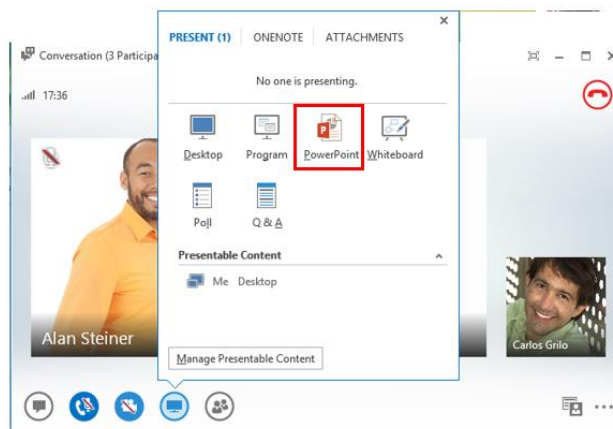 Conversation (3 Participa
17:36
PRESENT (1) ONENOTE ATTACHMENTS
No one is presenting.
Desktop Program PowerPoint Whiteboard
Poll Q & A
Presentable Content
Me Desktop
Manage Presentable Content
Alan Steiner
Carlos Grilo